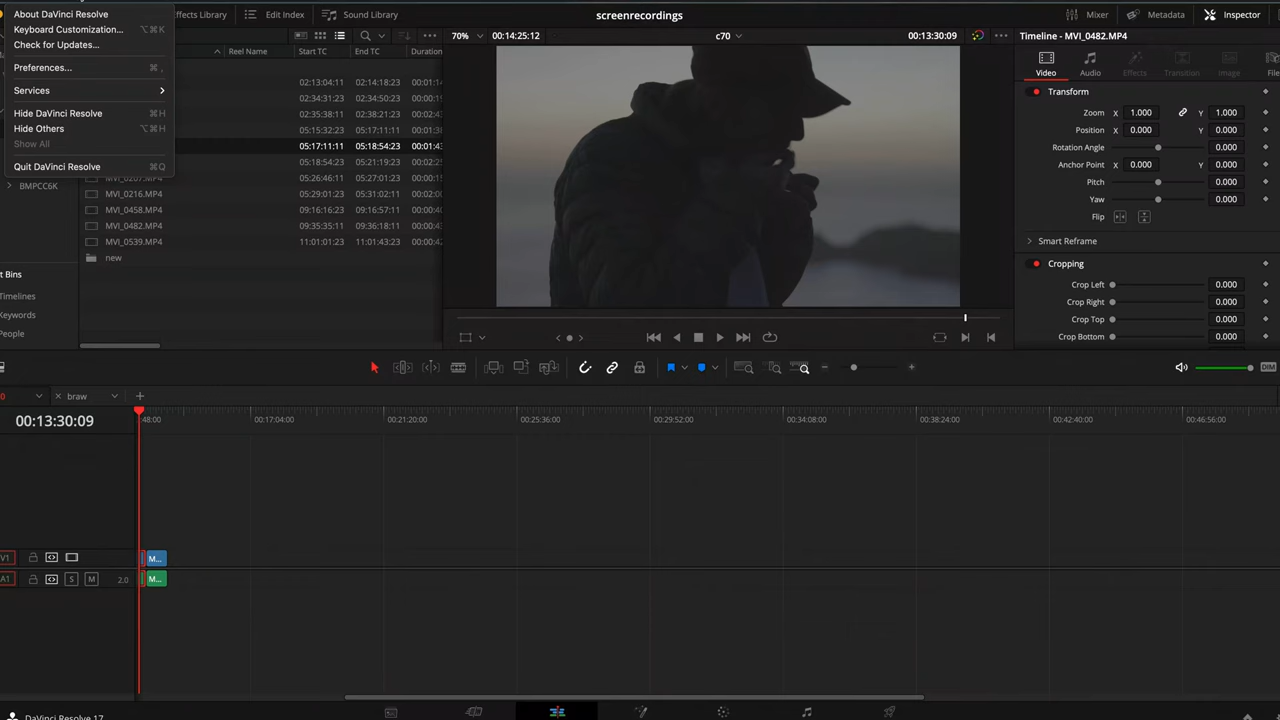 About DaVinci Resolve
Keyboard Customization... ⌥⌘K
Check for Updates...
Preferences... ⌘ ,
Services
Hide DaVinci Resolve ⌘H
Hide Others ⌥⌘H
Show All
Quit DaVinci Resolve ⌘Q
ffects Library
Edit Index
Sound Library
screenrecordings
Mixer
Metadata
Inspector
Reel Name Start TC End TC Duration
02:13:04:11 02:14:18:23 00:01:1
02:34:31:23 02:34:50:23 00:00:1
02:35:38:11 02:38:21:23 00:02:4
05:15:32:23 05:17:11:11 00:01:3
05:17:11:11 05:18:54:23 00:01:4
05:18:54:23 05:21:19:23 00:02:2
05:26:46:11 05:27:21:23 00:00:3
MVI_0216.MP4 05:29:01:23 05:31:02:11 00:02:0
MVI_0458.MP4 09:16:16:23 09:16:57:11 00:00:4
MVI_0482.MP4 09:35:35:11 09:36:18:11 00:00:4
MVI_0539.MP4 11:01:01:23 11:01:43:23 00:00:4
new
BMPCC6K
t Bins
Timelines
Keywords
People
70% 00:14:25:12 c70 00:13:30:09
Timeline - MVI_0482.MP4
Video Audio Effects Transition Image File
Transform
Zoom X 1.000 Y 1.000
Position X 0.000 Y 0.000
Rotation Angle 0.000
Anchor Point X 0.000 Y 0.000
Pitch 0.000
Yaw 0.000
Flip
Smart Reframe
Cropping
Crop Left 0.000
Crop Right 0.000
Crop Top 0.000
Crop Bottom 0.000
DIM
braw
00:13:30:09
48:00 00:17:04:00 00:21:20:00 00:25:36:00 00:29:52:00 00:34:08:00 00:38:24:00 00:42:40:00 00:46:56:00
V1 M...
A1 S M 2.0 M...
DaVinci Resolve 17